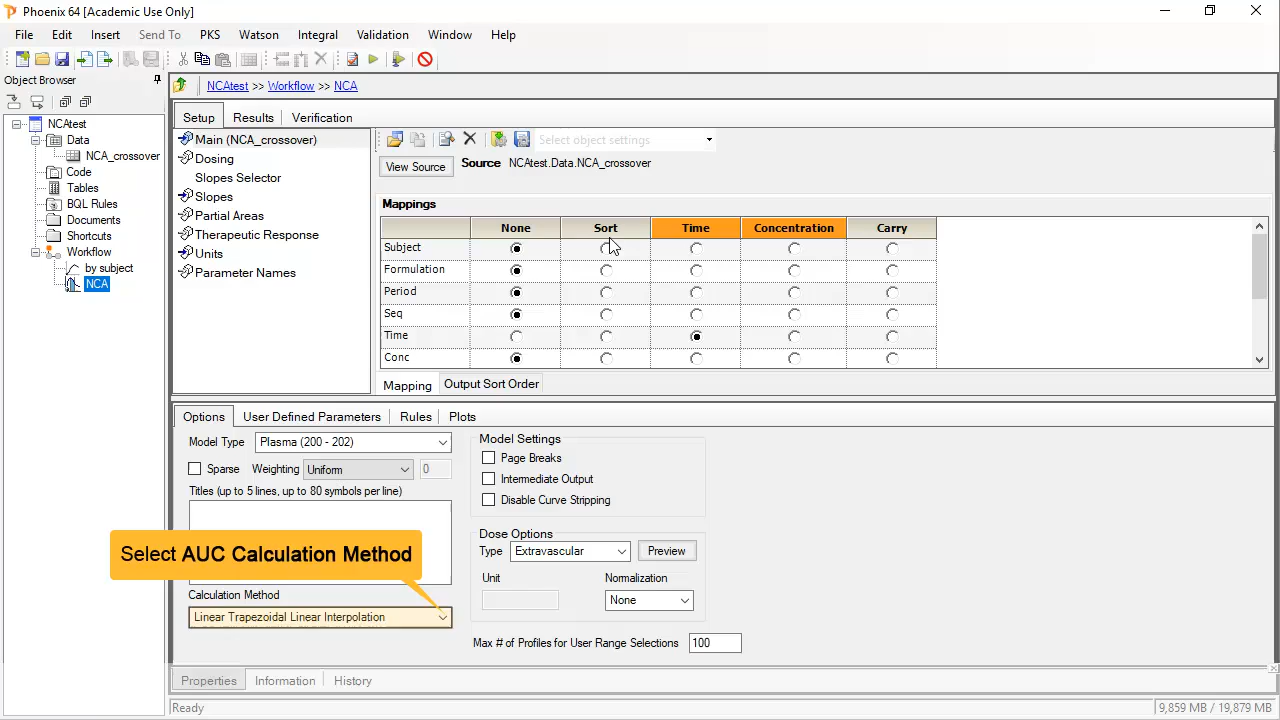 Phoenix 64 [Academic Use Only]
File Edit Insert Send To PKS Watson Integral Validation Window Help
Object Browser
NCAtest
Data
NCA_crossover
Code
Tables
BQL Rules
Documents
Shortcuts
Workflow
by subject
NCA
NCAtest >> Workflow >> NCA
Setup Results Verification
Main (NCA_crossover)
Dosing
Slopes Selector
Slopes
Partial Areas
Therapeutic Response
Units
Parameter Names
Select object settings
View Source Source NCAtest.Data.NCA_crossover
Mappings
None Sort Time Concentration Carry
Subject
Formulation
Period
Seq
Time
Conc
Mapping Output Sort Order
Options User Defined Parameters Rules Plots
Model Type Plasma (200 - 202)
Sparse Weighting Uniform 0
Titles (up to 5 lines, up to 80 symbols per line)
Select AUC Calculation Method
Calculation Method
Linear Trapezoidal Linear Interpolation
Model Settings
Page Breaks
Intermediate Output
Disable Curve Stripping
Dose Options
Type Extravascular Preview
Unit Normalization
None
Max # of Profiles for User Range Selections 100
Properties Information History
Ready 9,859 MB / 19,879 MB